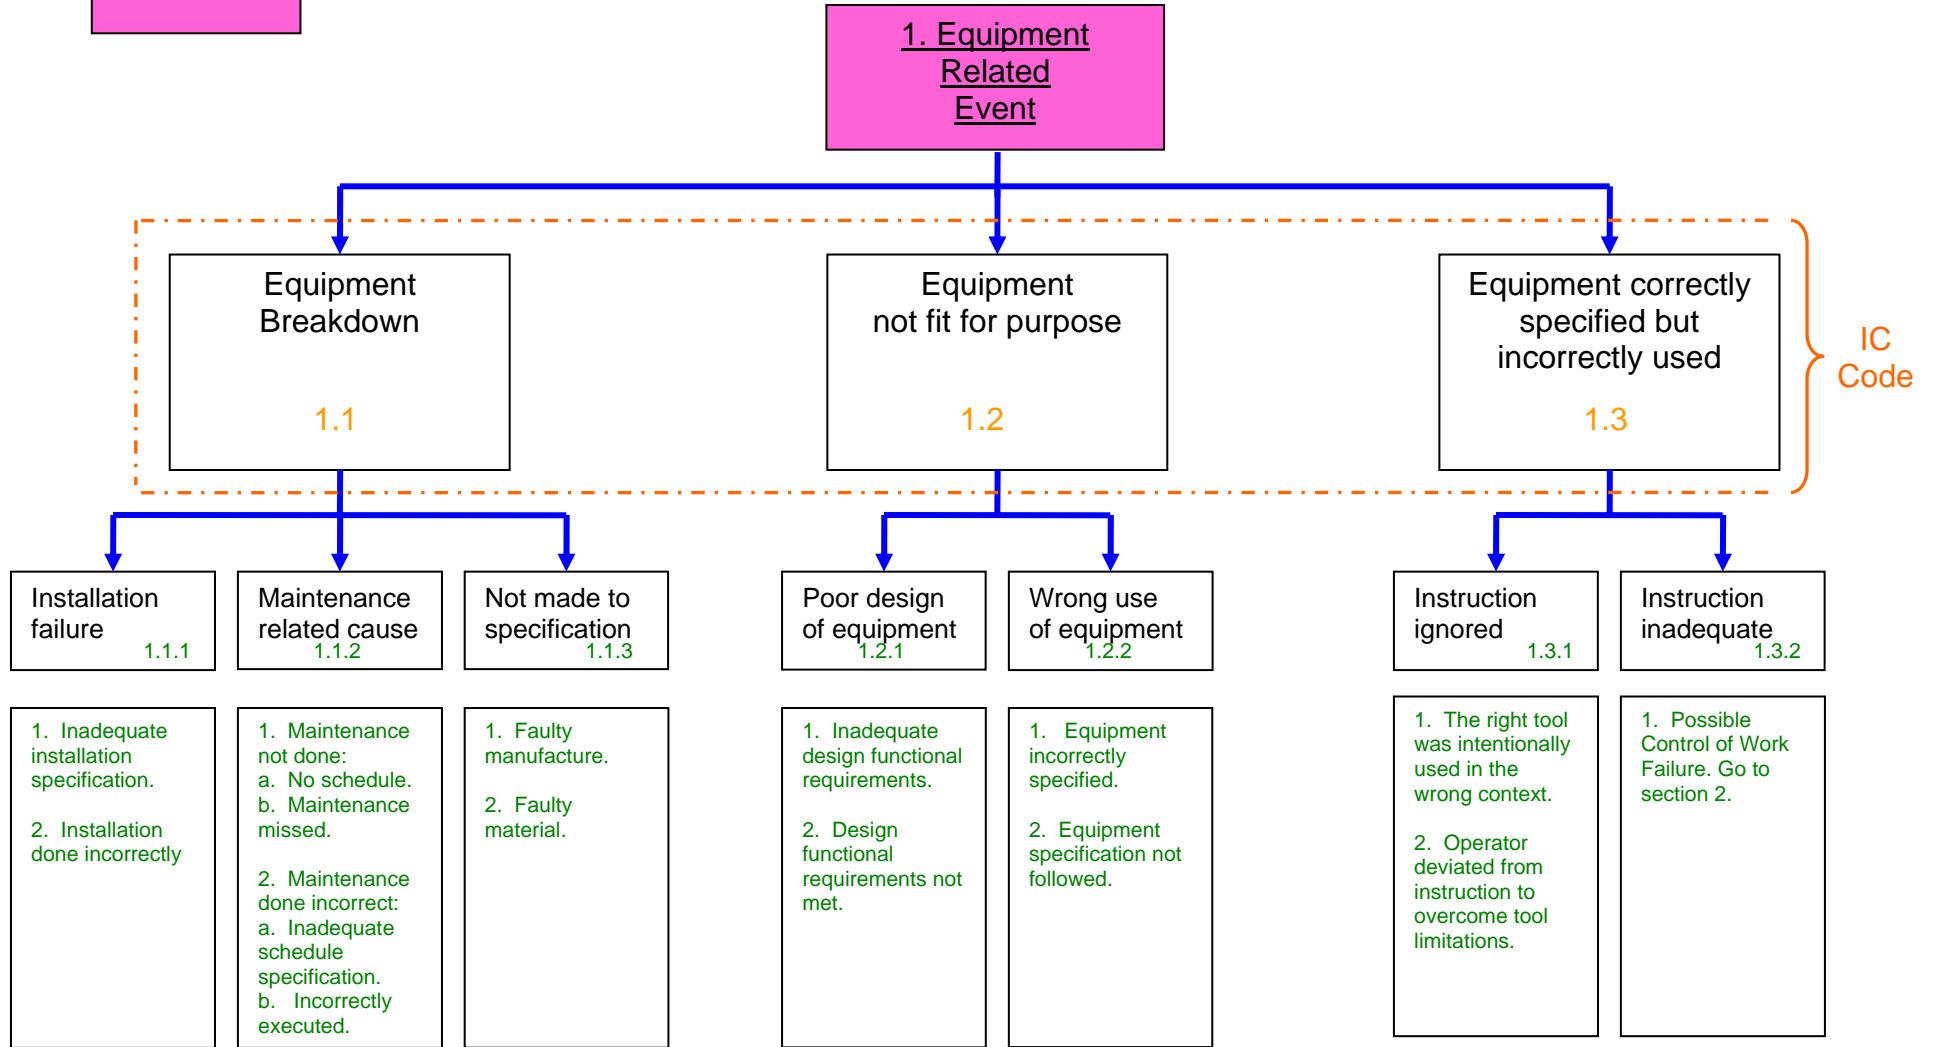 1. Equipment
Related
Event
Equipment
Breakdown
1.1
Equipment
not fit for purpose
1.2
Equipment correctly
specified but
incorrectly used
1.3
IC
Code
Installation
failure
1.1.1
Maintenance
related cause
1.1.2
Not made to
specification
1.1.3
Poor design
of equipment
1.2.1
Wrong use
of equipment
1.2.2
Instruction
ignored
1.3.1
Instruction
inadequate
1.3.2
1. Inadequate
installation
specification.
2. Installation
done incorrectly
1. Maintenance
not done:
a. No schedule.
b. Maintenance
missed.
2. Maintenance
done incorrect:
a. Inadequate
schedule
specification.
b. Incorrectly
executed.
1. Faulty
manufacture.
2. Faulty
material.
1. Inadequate
design functional
requirements.
2. Design
functional
requirements not
met.
1. Equipment
incorrectly
specified.
2. Equipment
specification not
followed.
1. The right tool
was intentionally
used in the
wrong context.
2. Operator
deviated from
instruction to
overcome tool
limitations.
1. Possible
Control of Work
Failure. Go to
section 2.